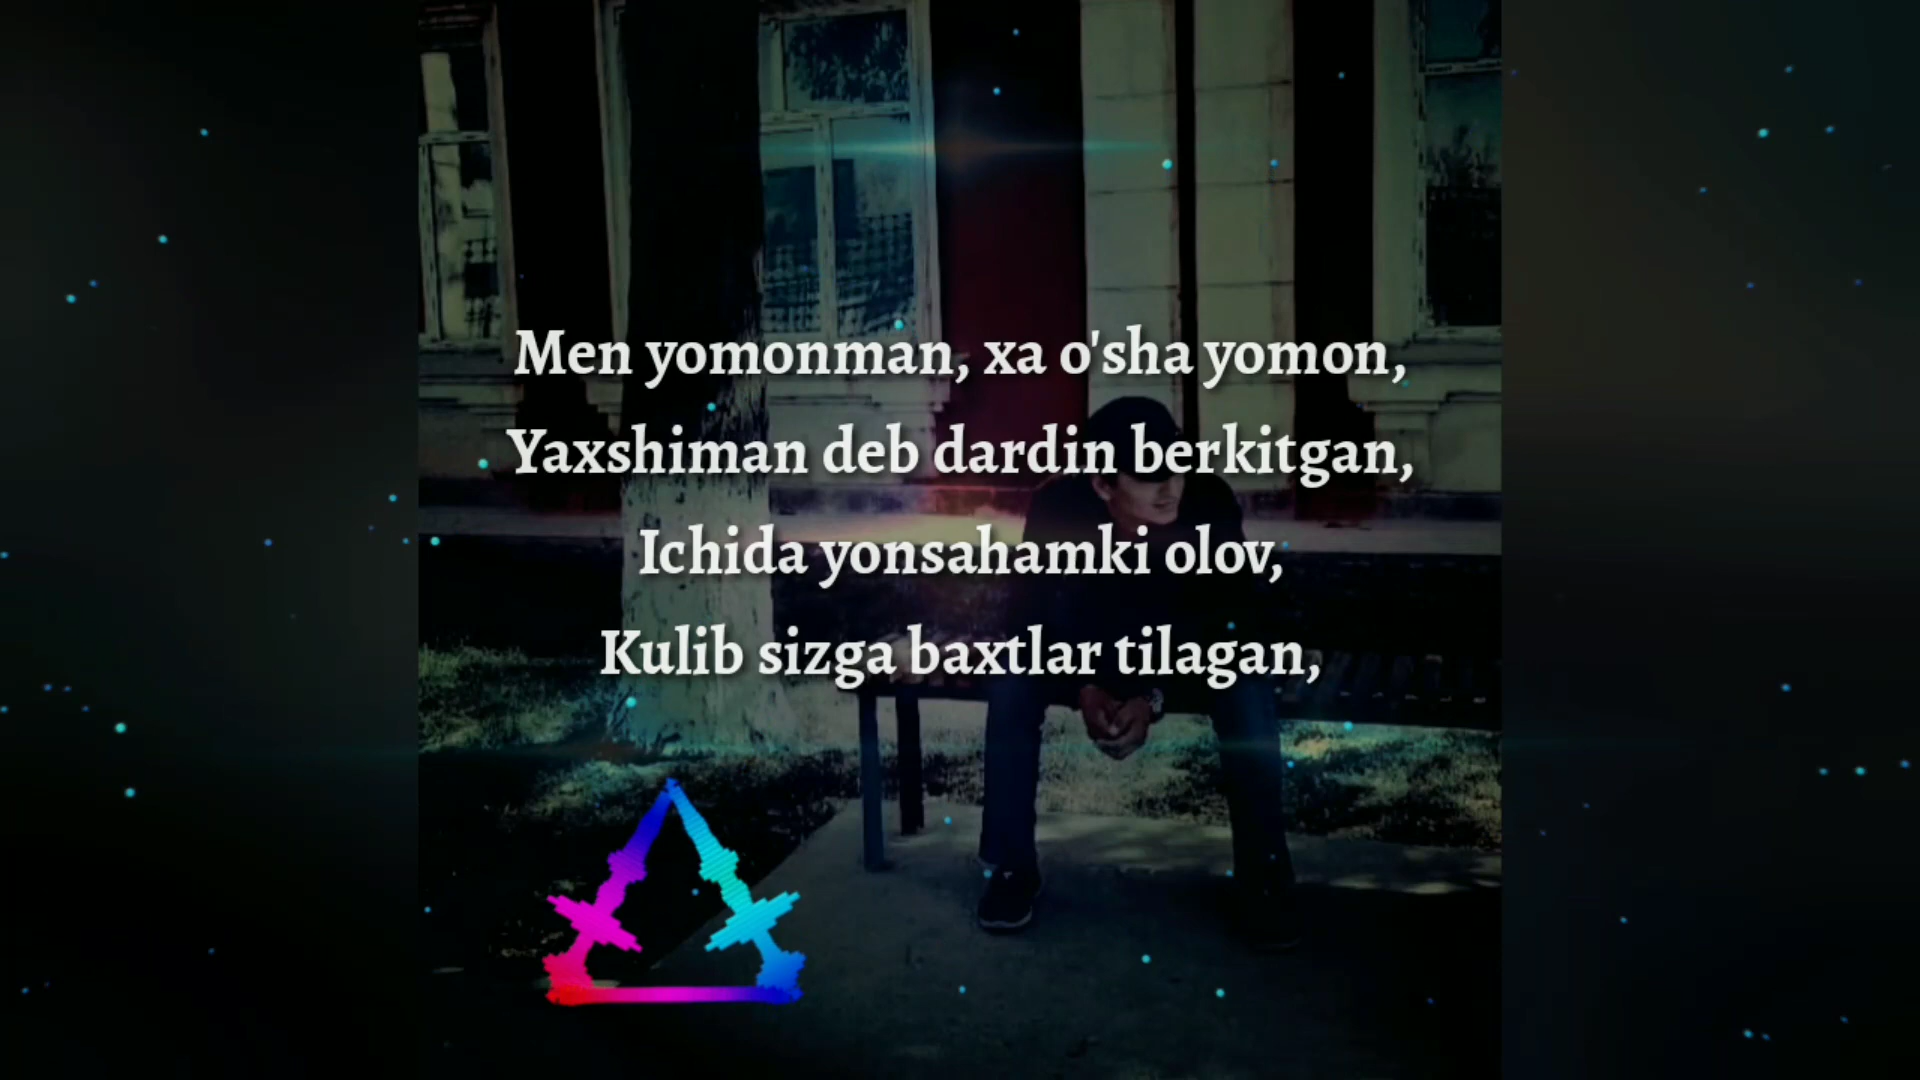 Men yomonman, xa o'sha yomon,
Yaxshiman deb dardin berkitgan,
Ichida yonsahamki olov,
Kulib sizga baxtlar tilagan,